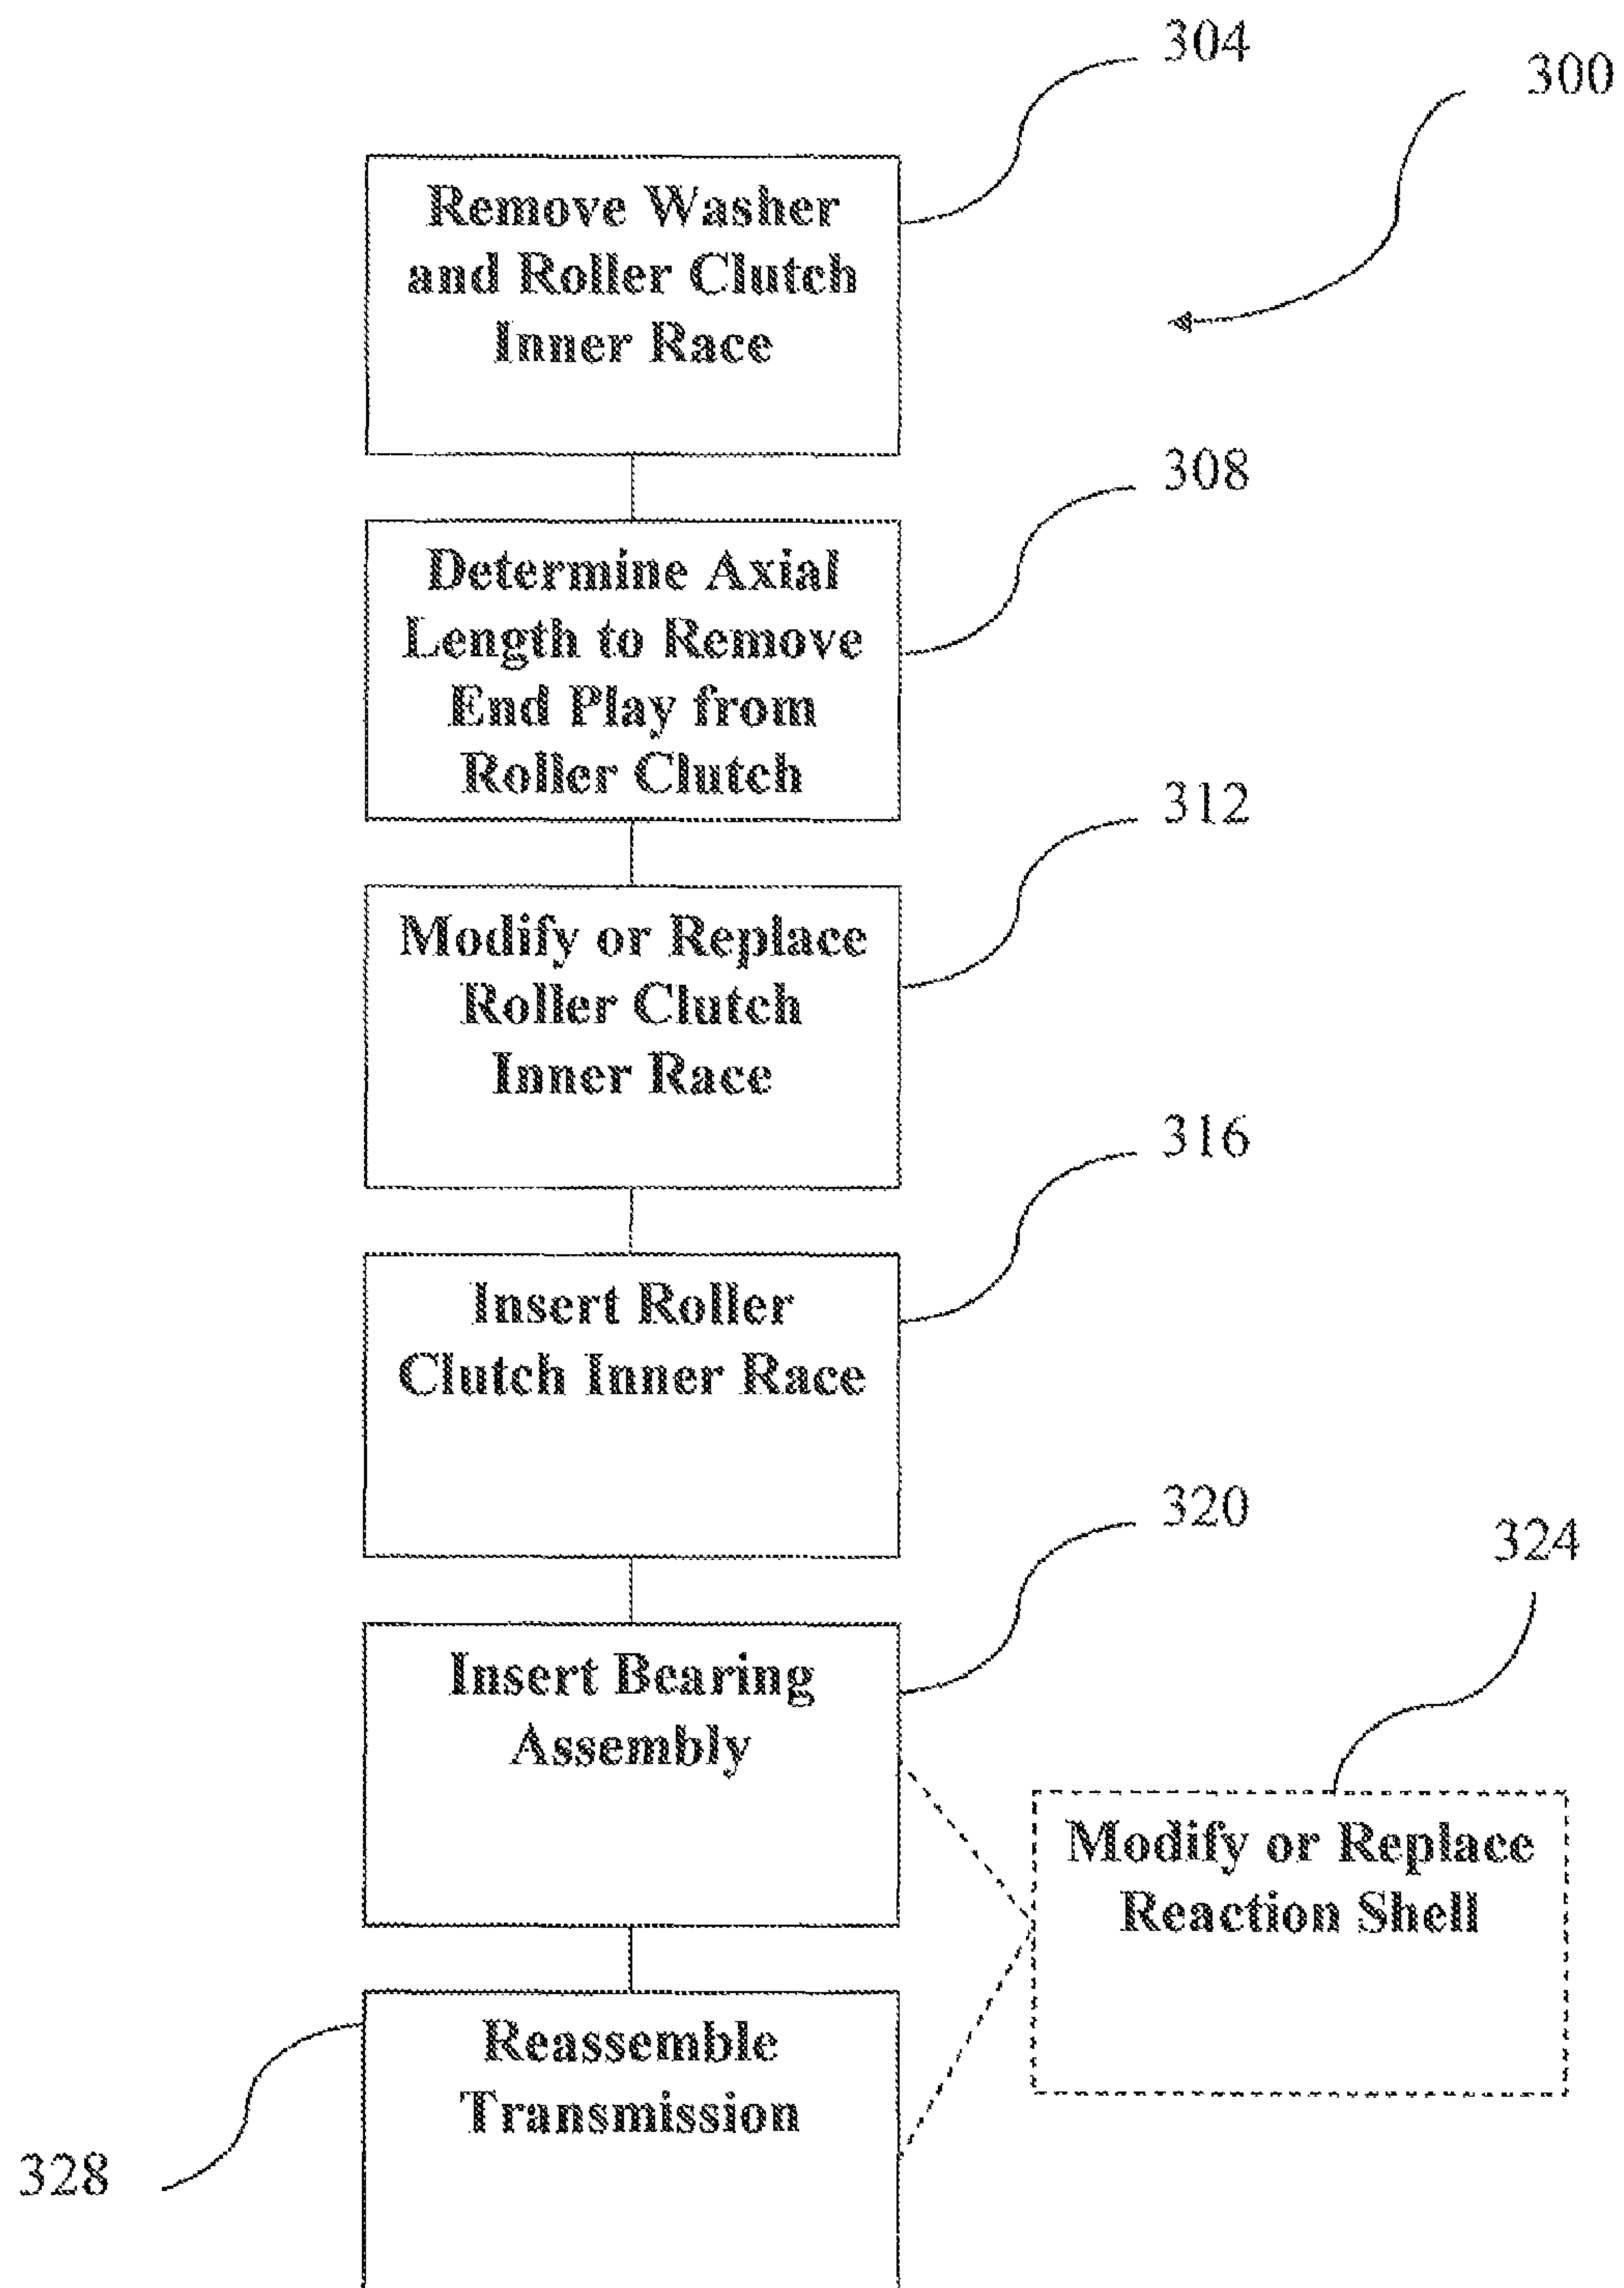 304
300
Remove Washer
and Roller Clutch
Inner Race
308
Determine Axial
Length to Remove
End Play from
Roller Clutch
312
Modify or Replace
Roller Clutch
Inner Race
316
Insert Roller
Clutch Inner Race
320
324
Insert Bearing
Assembly
Modify or Replace
Reaction Shell
Reassemble
Transmission
328